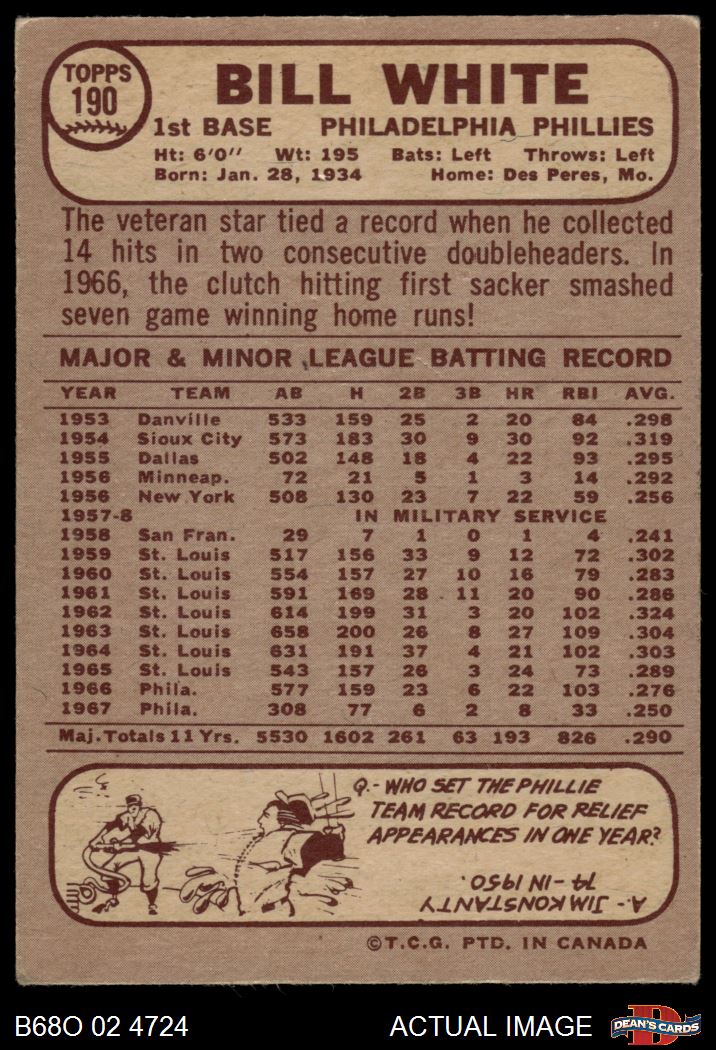 TOPPS
190
BILL WHITE
1st BASE PHILADELPHIA PHILLIES
Ht: 6'0" Wt: 195 Bats: Left Throws: Left
Born: Jan. 28, 1934 Home: Des Peres, Mo.
The veteran star tied a record when he collected
14 hits in two consecutive doubleheaders. In
1966, the clutch hitting first sacker smashed
seven game winning home runs!
MAJOR & MINOR LEAGUE BATTING RECORD
YEAR TEAM AB H 2B 3B HR RBI AVG.
1953 Danville 533 159 25 2 20 84 .298
1954 Sioux City 573 183 30 9 30 92 .319
1955 Dallas 502 148 18 4 22 93 .295
1956 Minneap. 72 21 5 1 3 14 .292
1956 New York 508 130 23 7 22 59 .256
1957-8 IN MILITARY SERVICE
1958 San Fran. 29 7 1 0 1 4 .241
1959 St. Louis 517 156 33 9 12 72 .302
1960 St. Louis 554 157 27 10 16 79 .283
1961 St. Louis 591 169 28 11 20 90 .286
1962 St. Louis 614 199 31 3 20 102 .324
1963 St. Louis 658 200 26 8 27 109 .304
1964 St. Louis 631 191 37 4 21 102 .303
1965 St. Louis 543 157 26 3 24 73 .289
1966 Phila. 577 159 23 6 22 103 .276
1967 Phila. 308 77 6 2 8 33 .250
Maj. Totals 11 Yrs. 5530 1602 261 63 193 826 .290
Q.- WHO SET THE PHILLIE
TEAM RECORD FOR RELIEF
APPEARANCES IN ONE YEAR?
A.- JIM KONSTANTY
74-IN 1950.
©T.C.G. PTD. IN CANADA
B68O 02 4724 ACTUAL IMAGE
D
DEAN'S CARDS